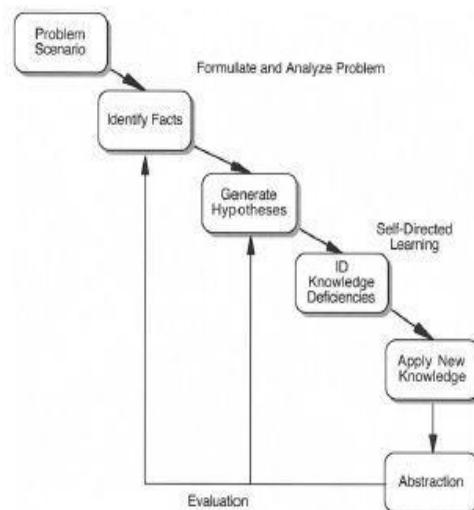 Problem
Scenario
Formullate and Analyze Problem
Identify Facts
Generate
Hypotheses
Self-Directed
Learning
ID
Knowledge
Deficiencies
Apply New
Knowledge
Abstraction
Evaluation